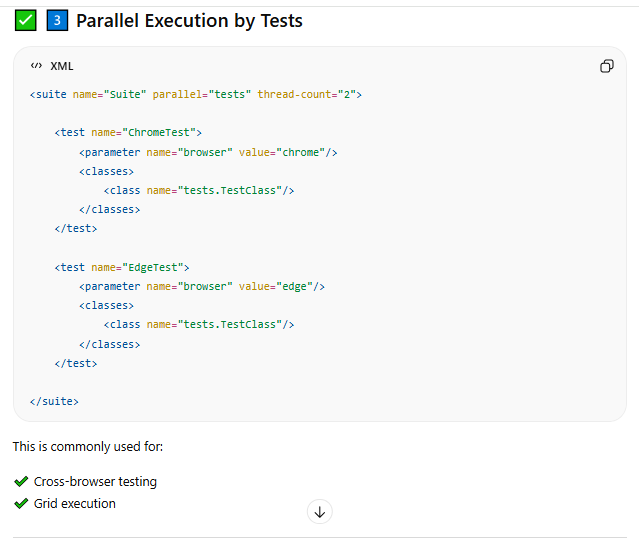 ✅ 3 Parallel Execution by Tests
</> XML
<suite name="Suite" parallel="tests" thread-count="2">
    <test name="ChromeTest">
        <parameter name="browser" value="chrome"/>
        <classes>
            <class name="tests.TestClass"/>
        </classes>
    </test>
    <test name="EdgeTest">
        <parameter name="browser" value="edge"/>
        <classes>
            <class name="tests.TestClass"/>
        </classes>
    </test>
</suite>
This is commonly used for:
✔ Cross-browser testing
✔ Grid execution